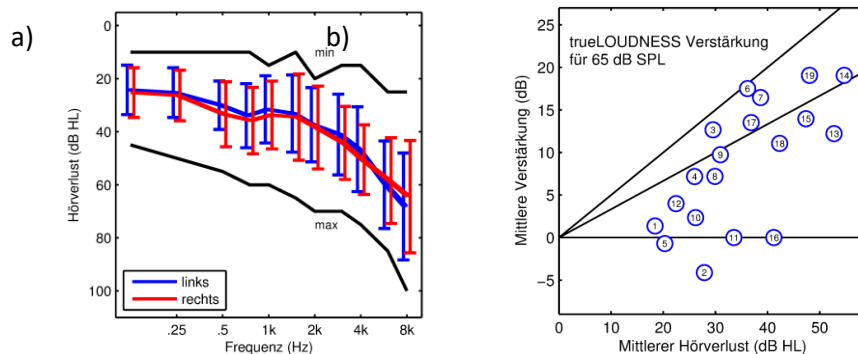 a)
b)
0
20
40
60
80
100
Hörverlust (dB HL)
min
max
links
rechts
.25
.5
1k
2k
4k
8k
Frequenz (Hz)
trueLOUDNESS Verstärkung
für 65 dB SPL
25
20
15
10
5
0
−5
Mittlere Verstärkung (dB)
6
7
19
14
3
17
15
13
18
9
4
8
12
10
1
5
11
16
2
0
10
20
30
40
50
Mittlerer Hörverlust (dB HL)